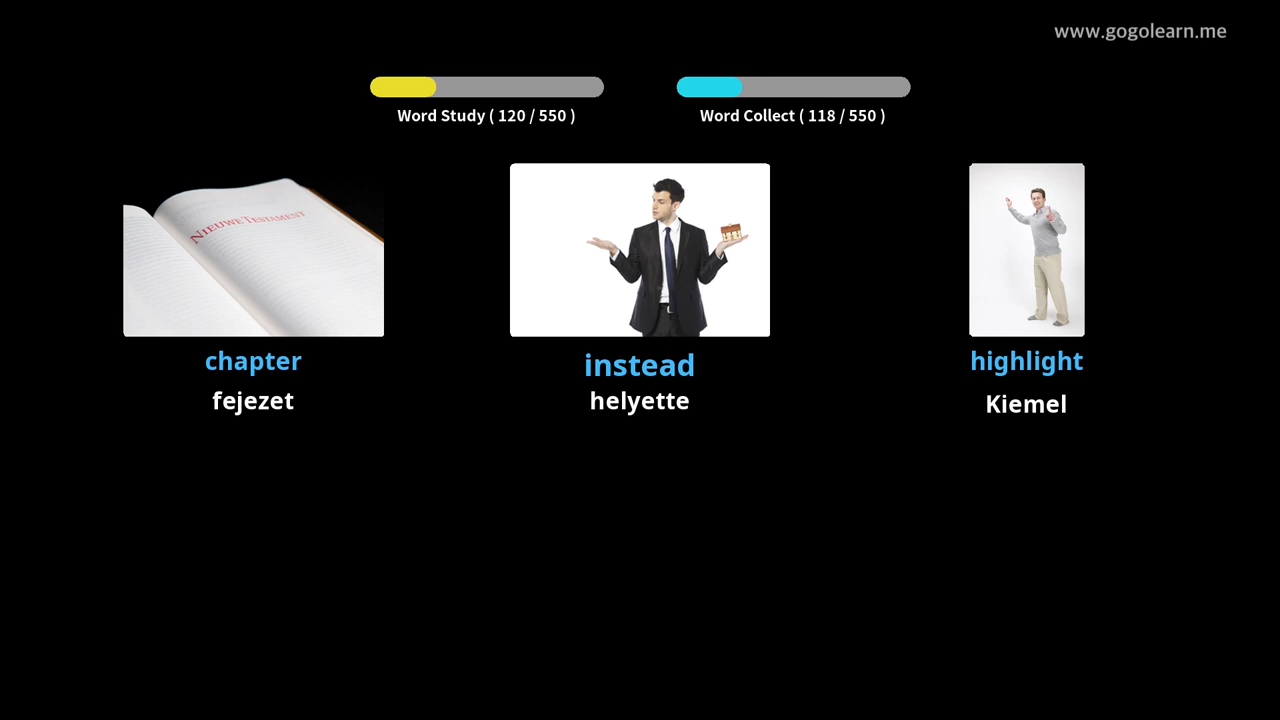 www.gogolearn.me
Word Study ( 120 / 550 )
Word Collect ( 118 / 550 )
NIEUWE TESTAMENT
chapter
instead
highlight
fejezet
helyette
Kiemel